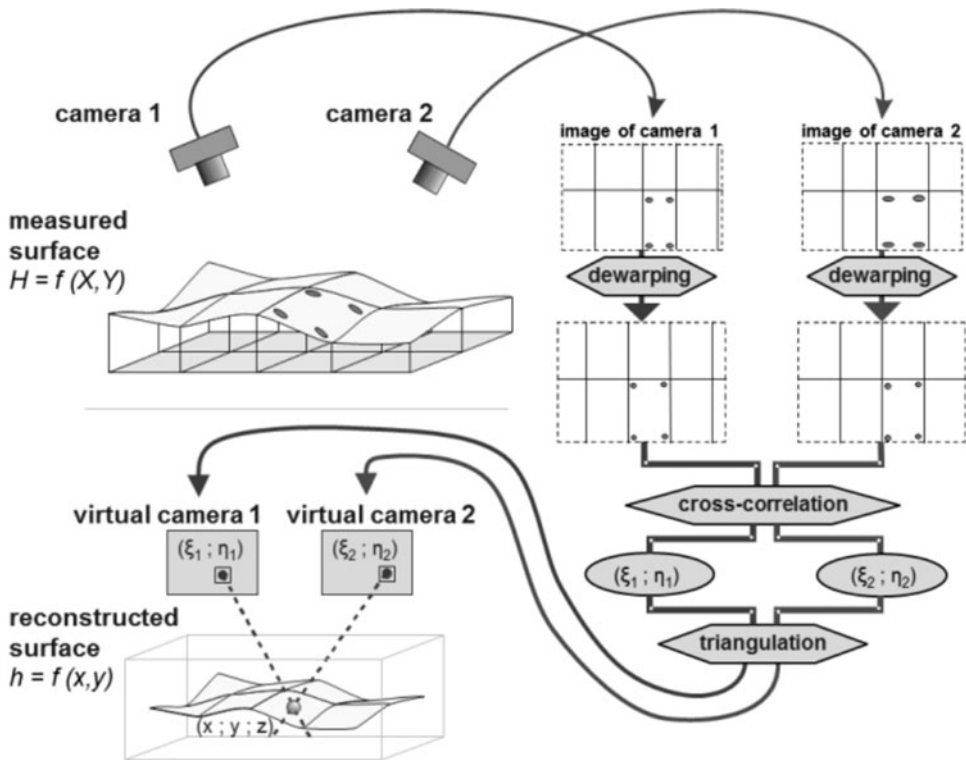 camera 1
camera 2
image of camera 1
image of camera 2
measured
surface
H = f (X,Y)
dewarping
dewarping
cross-correlation
virtual camera 1
virtual camera 2
(ξ₁ ; η₁)
(ξ₂ ; η₂)
(ξ₁ ; η₁)
(ξ₂ ; η₂)
reconstructed
surface
h = f (x,y)
triangulation
(x ; y ; z)